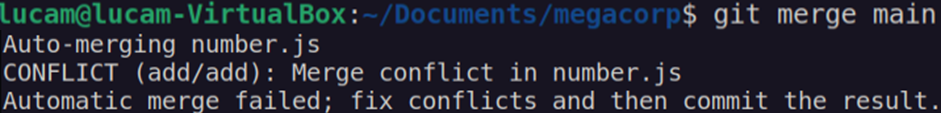 lucam@lucam-VirtualBox:~/Documents/megacorp$ git merge main
Auto-merging number.js
CONFLICT (add/add): Merge conflict in number.js
Automatic merge failed; fix conflicts and then commit the result.